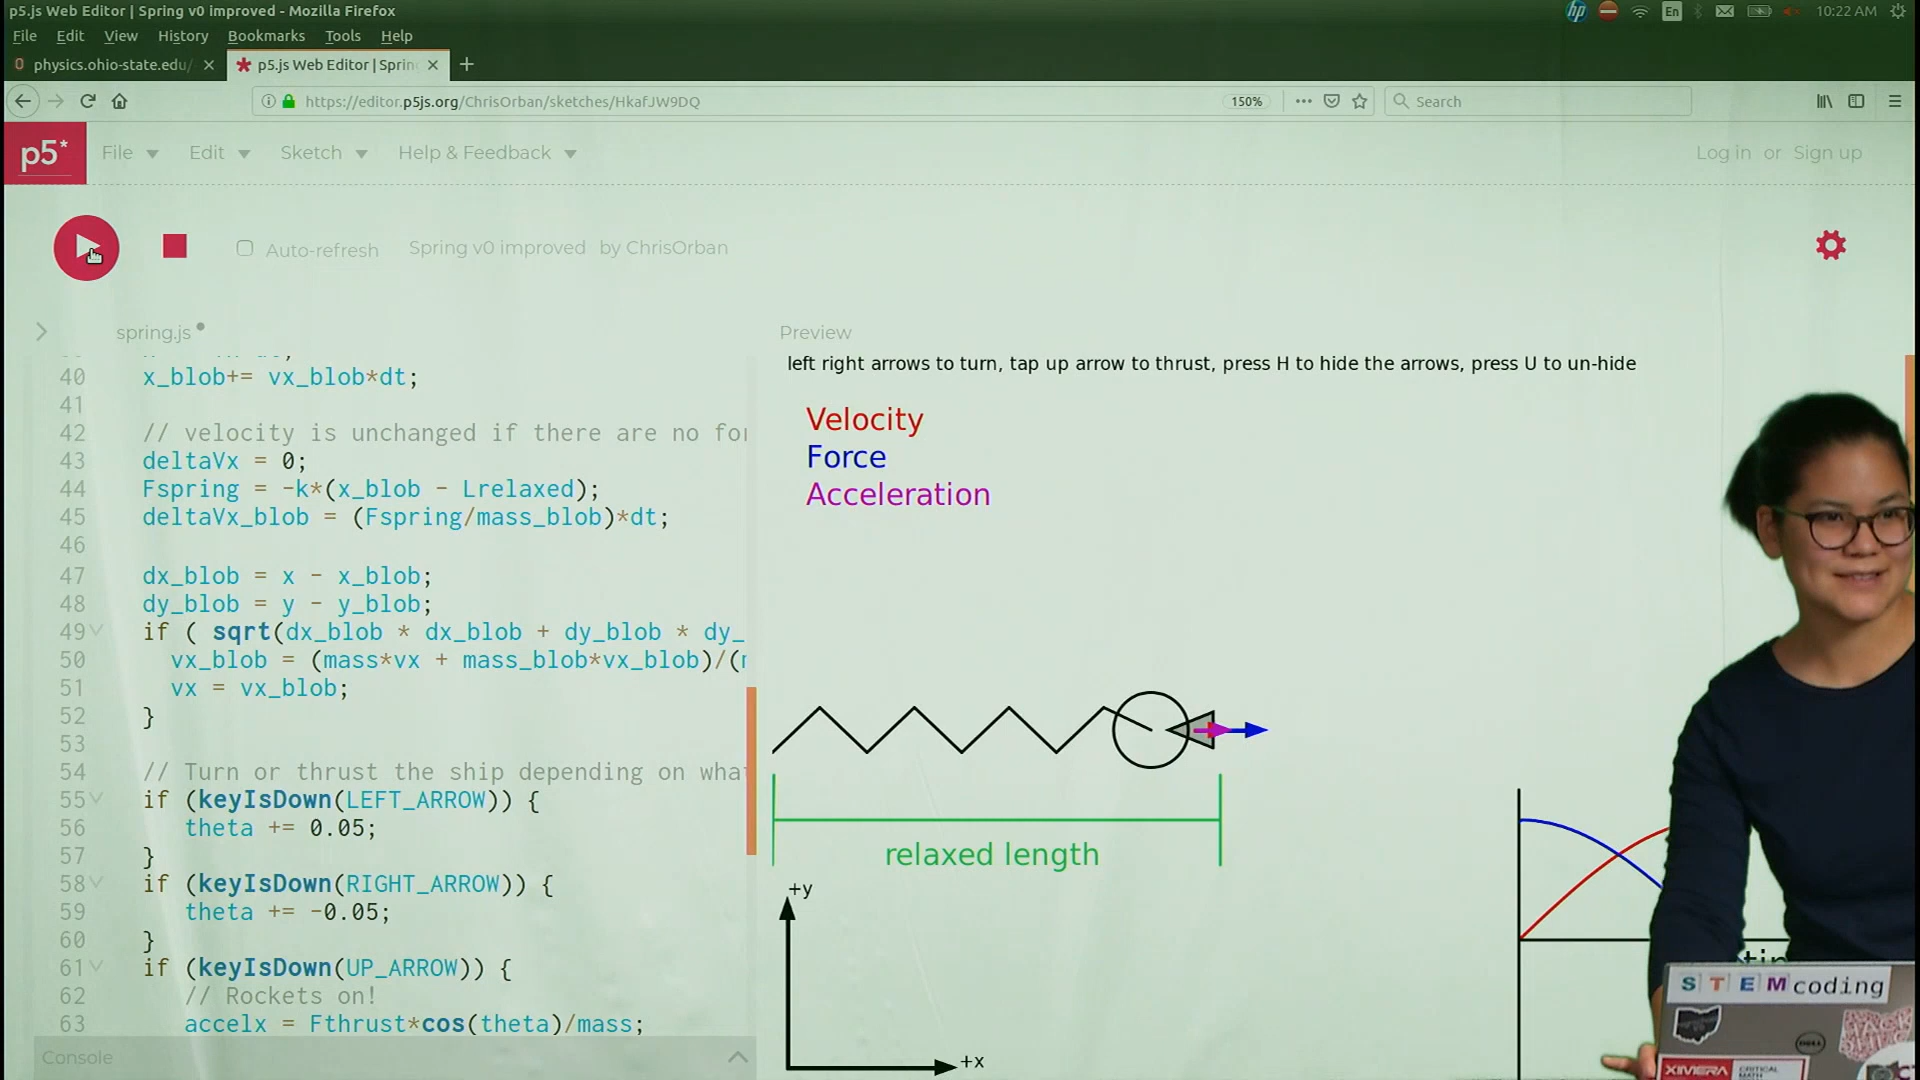 p5.js Web Editor | Spring v0 improved - Mozilla Firefox
hp En 10:22 AM
File Edit View History Bookmarks Tools Help
physics.ohio-state.edu/ × p5.js Web Editor | Sprin × +
https://editor.p5js.org/ChrisOrban/sketches/HkafJW9DQ 150% Search
p5* File Edit Sketch Help & Feedback Log in or Sign up
Auto-refresh Spring v0 improved by ChrisOrban
spring.js
Preview
left right arrows to turn, tap up arrow to thrust, press H to hide the arrows, press U to un-hide
40 x_blob+= vx_blob*dt;
41
42 // velocity is unchanged if there are no for
43 deltaVx = 0;
44 Fspring = -k*(x_blob - Lrelaxed);
45 deltaVx_blob = (Fspring/mass_blob)*dt;
46
47 dx_blob = x - x_blob;
48 dy_blob = y - y_blob;
49 if ( sqrt(dx_blob * dx_blob + dy_blob * dy_
50 vx_blob = (mass*vx + mass_blob*vx_blob)/(
51 vx = vx_blob;
52 }
53
54 // Turn or thrust the ship depending on what
55 if (keyIsDown(LEFT_ARROW)) {
56 theta += 0.05;
57 }
58 if (keyIsDown(RIGHT_ARROW)) {
59 theta += -0.05;
60 }
61 if (keyIsDown(UP_ARROW)) {
62 // Rockets on!
63 accelx = Fthrust*cos(theta)/mass;
Console
Velocity
Force
Acceleration
relaxed length
+y
+x
STEMcoding
DELL
XIMERA